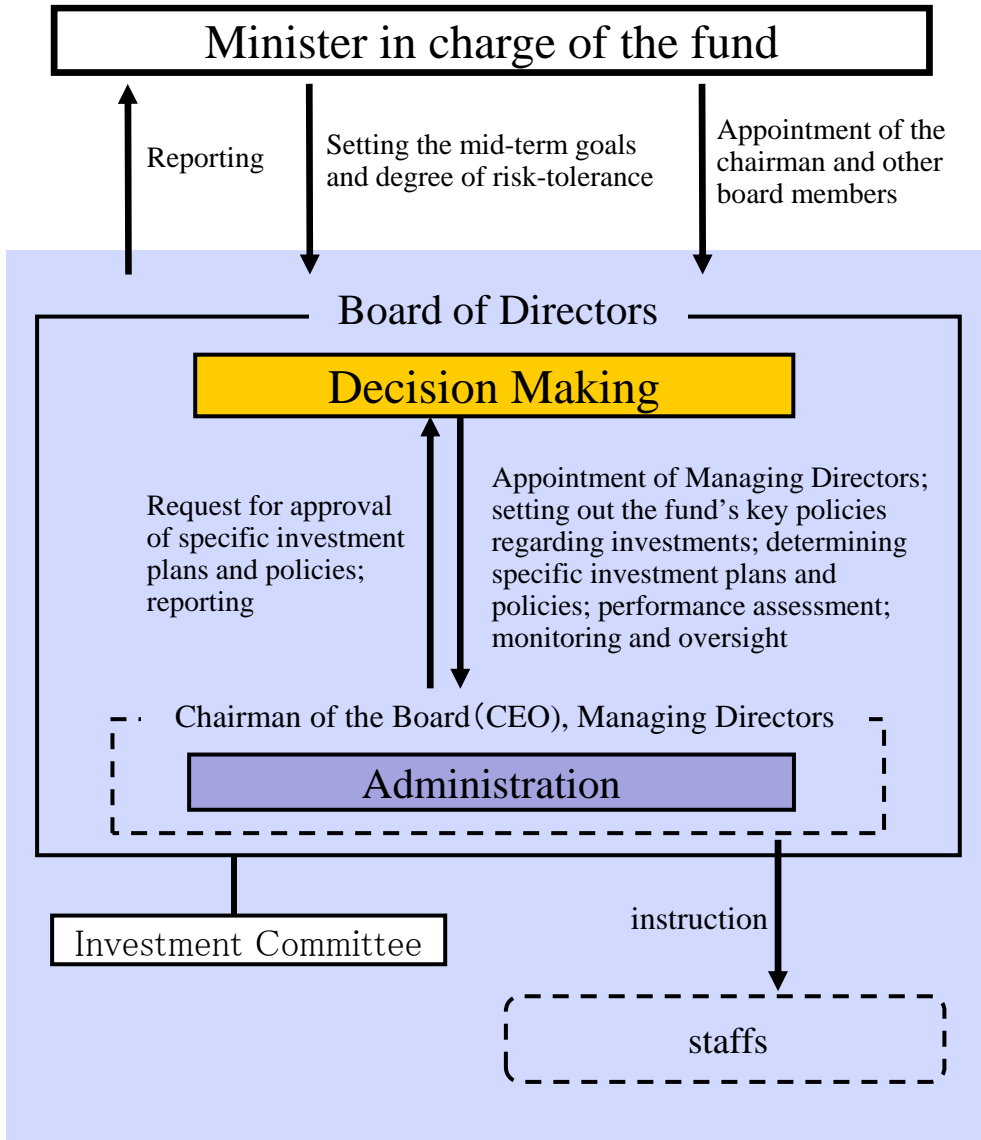 Minister in charge of the fund
Reporting
Setting the mid-term goals
and degree of risk-tolerance
Appointment of the
chairman and other
board members
Board of Directors
Decision Making
Request for approval
of specific investment
plans and policies;
reporting
Appointment of Managing Directors;
setting out the fund’s key policies
regarding investments; determining
specific investment plans and
policies; performance assessment;
monitoring and oversight
Chairman of the Board（CEO), Managing Directors
Administration
Investment Committee
instruction
staffs